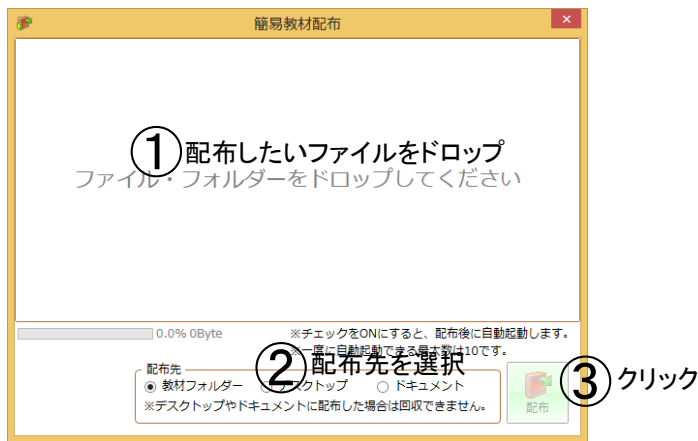 簡易教材配布
①配布したいファイルをドロップ
ファイル・フォルダーをドロップしてください
0.0% 0Byte
※チェックをONにすると、配布後に自動起動します。
※一度に自動起動できる最大数は10です。
②配布先を選択
配布先
教材フォルダー デスクトップ ドキュメント
※デスクトップやドキュメントに配布した場合は回収できません。
配布
③クリック